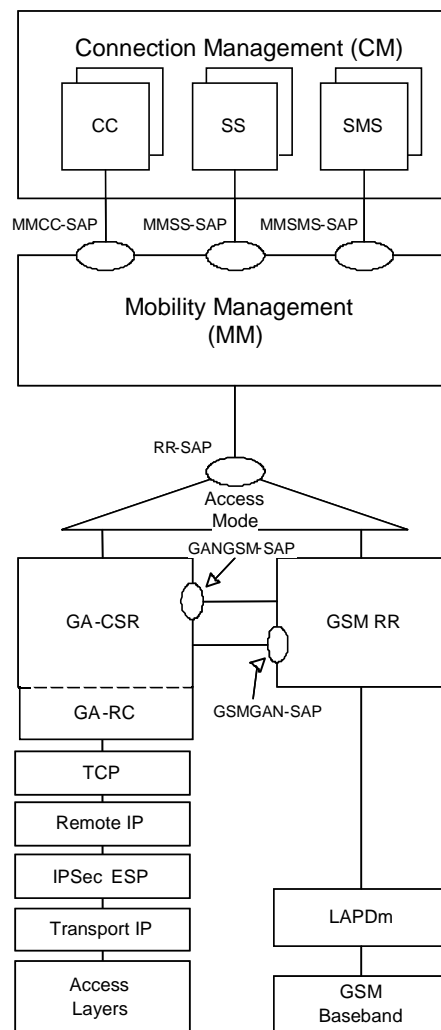 Connection Management (CM)
CC
SS
SMS
MMCC-SAP
MMSS-SAP
MMSMS-SAP
Mobility Management
(MM)
RR-SAP
Access
Mode
GANGSM-SAP
GA-CSR
GSM RR
GA-RC
GSMGAN-SAP
TCP
Remote IP
IPSec ESP
Transport IP
LAPDm
Access
Layers
GSM
Baseband